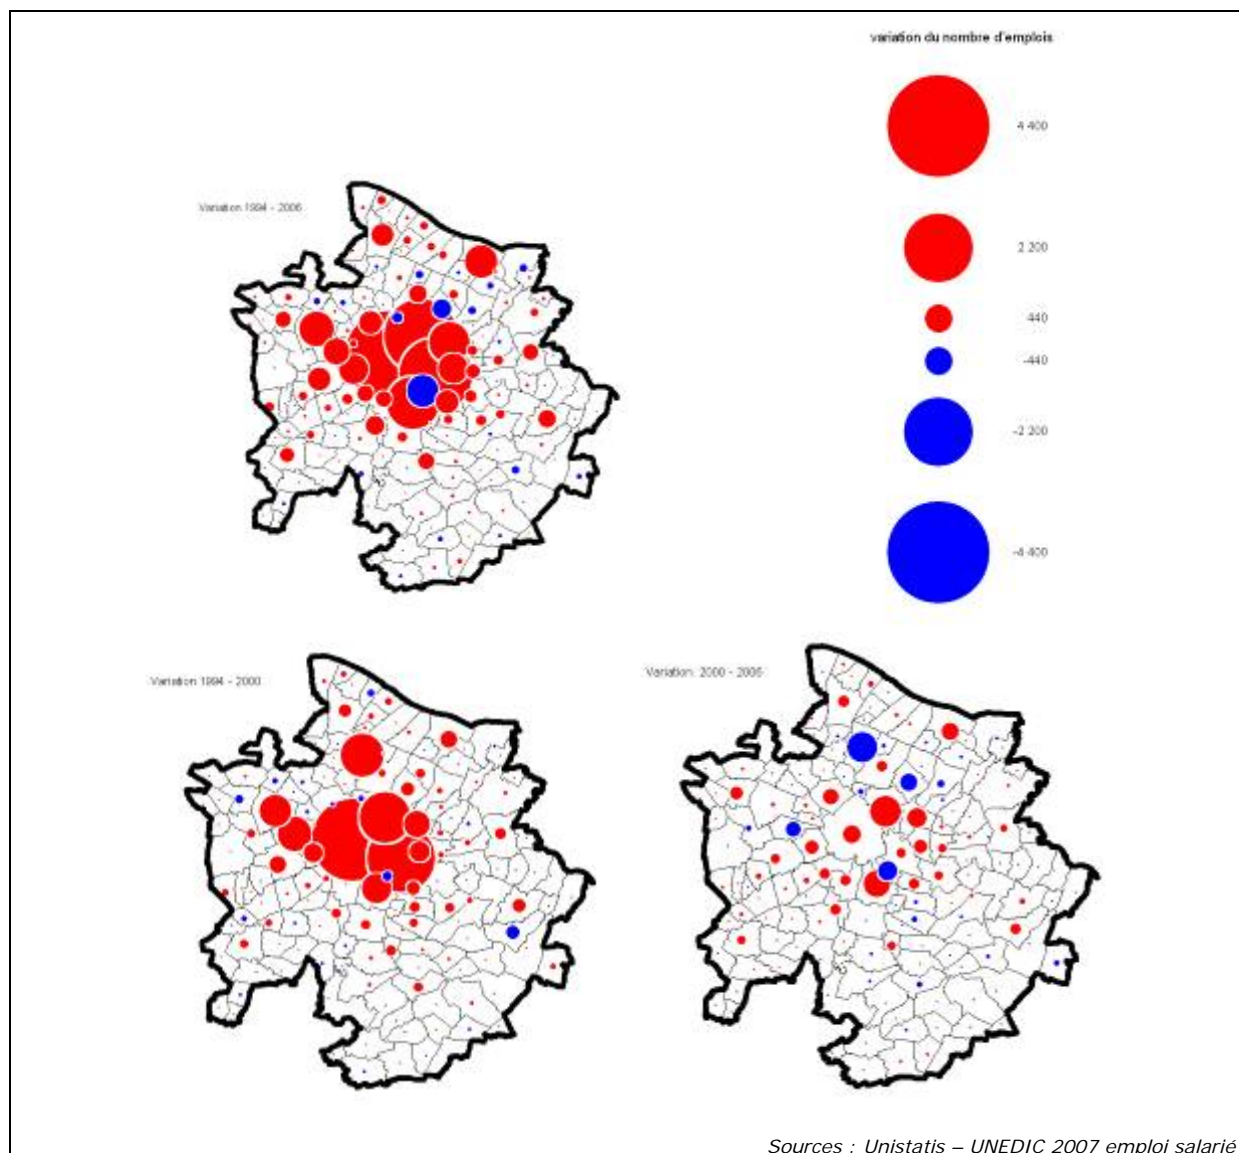 variation du nombre d'emplois
4 400
Variation 1994 - 2006
2 200
440
-440
-2 200
-4 400
Variation 1994 - 2000
Variation: 2000 - 2006
Sources : Unistatis – UNEDIC 2007 emploi salarié